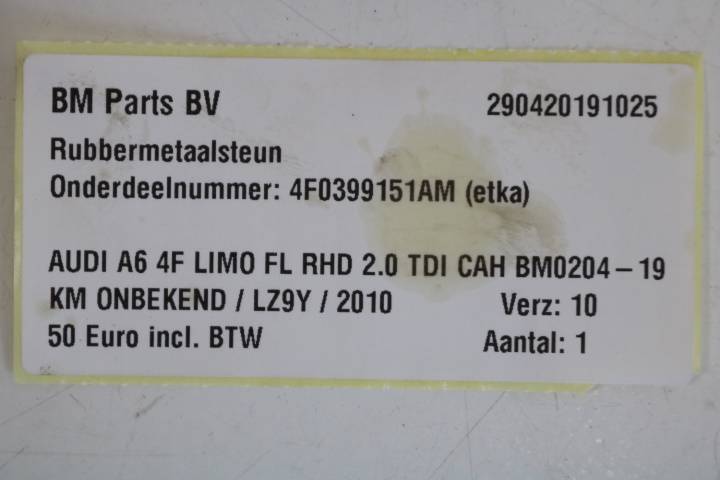 BM Parts BV 290420191025
Rubbermetaalsteun
Onderdeelnummer: 4F0399151AM (etka)
AUDI A6 4F LIMO FL RHD 2.0 TDI CAH BM0204-19
KM ONBEKEND / LZ9Y / 2010 Verz: 10
50 Euro incl. BTW Aantal: 1